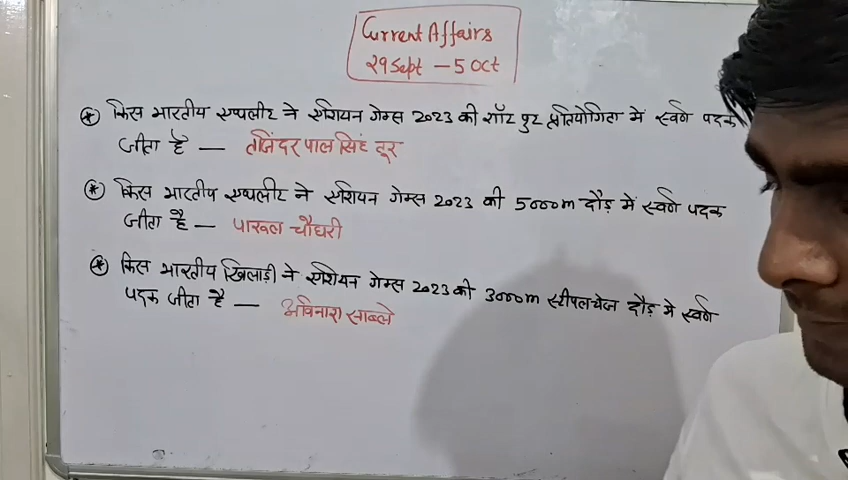 Current Affairs
29 Sept – 5 Oct
* किस भारतीय एथलीट ने एशियन गेम्स 2023 की शॉट पुट प्रतियोगिता में स्वर्ण पदक
जीता है – तजिंदर पाल सिंह तूर
* किस भारतीय एथलीट ने एशियन गेम्स 2023 की 5000m दौड़ में स्वर्ण पदक
जीता है – पारूल चौधरी
* किस भारतीय खिलाड़ी ने एशियन गेम्स 2023 की 3000m स्टीपलचेज दौड़ मे स्वर्ण
पदक जीता है – अविनाश साब्ले